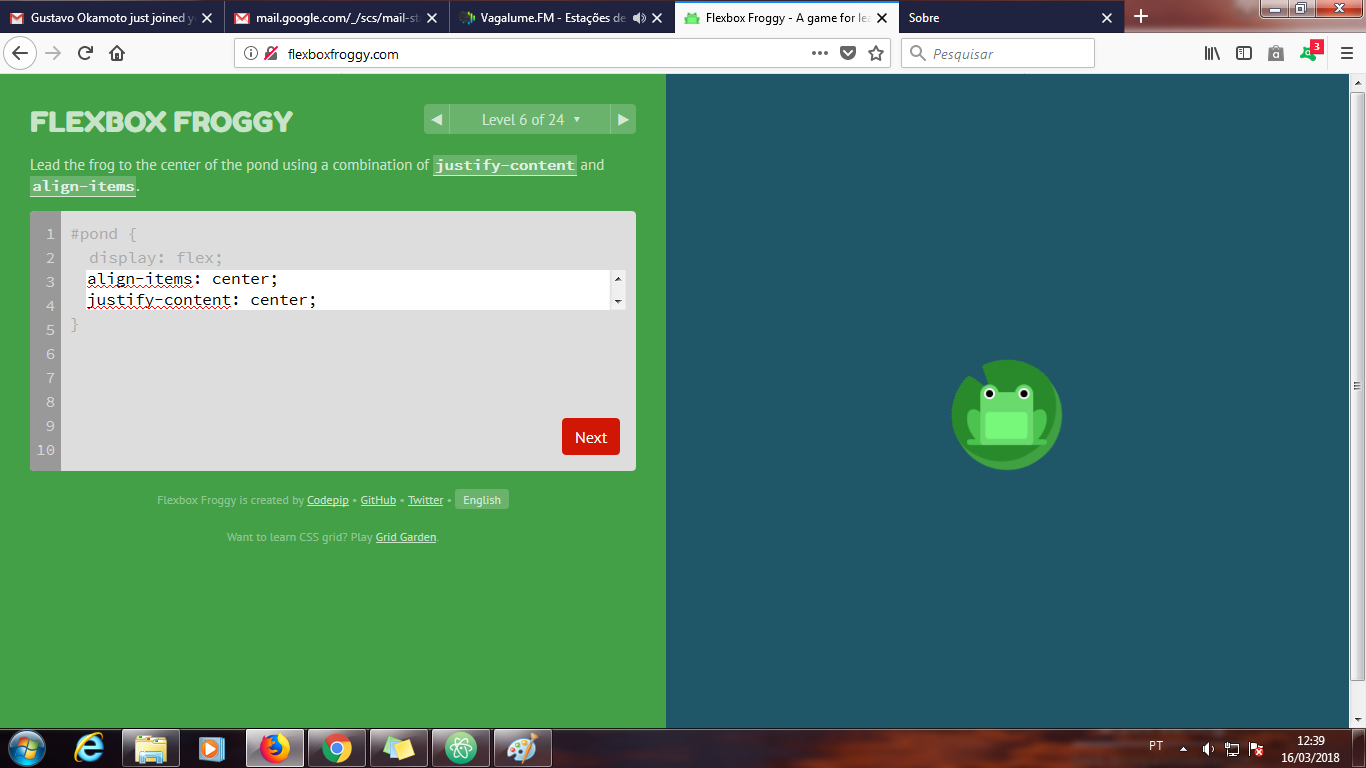 Gustavo Okamoto just joined y
mail.google.com/_/scs/mail-st
Vagalume.FM - Estações de
Flexbox Froggy - A game for le
Sobre
flexboxfroggy.com
Pesquisar
3
FLEXBOX FROGGY
Level 6 of 24
Lead the frog to the center of the pond using a combination of justify-content and
align-items.
1 #pond {
2 display: flex;
3 align-items: center;
4 justify-content: center;
5 }
6
7
8
9
10
Next
Flexbox Froggy is created by Codepip • GitHub • Twitter • English
Want to learn CSS grid? Play Grid Garden.
PT
12:39
16/03/2018